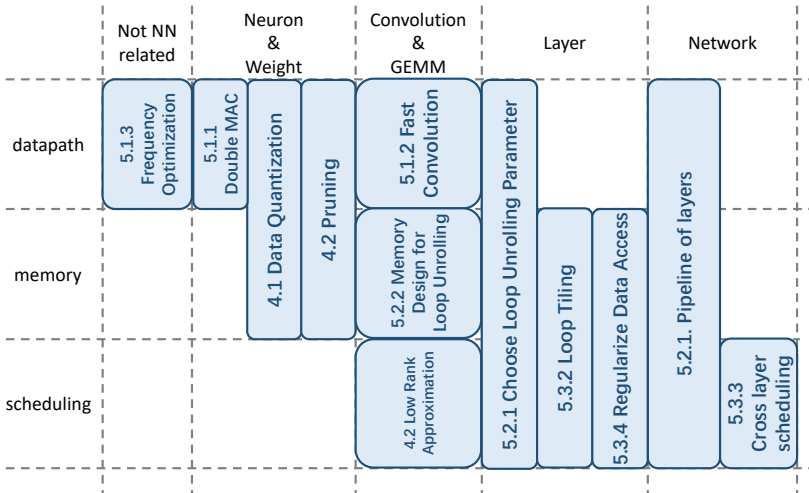 Not NN
related
Neuron
&
Weight
Convolution
&
GEMM
Layer
Network
datapath
memory
scheduling
5.1.3
Frequency
Optimization
5.1.1
Double MAC
4.1 Data Quantization
4.2 Pruning
5.1.2 Fast
Convolution
5.2.2 Memory
Design for
Loop Unrolling
4.2 Low Rank
Approximation
5.2.1 Choose Loop Unrolling Parameter
5.3.2 Loop Tiling
5.3.4 Regularize Data Access
5.2.1. Pipeline of layers
5.3.3
Cross layer
scheduling